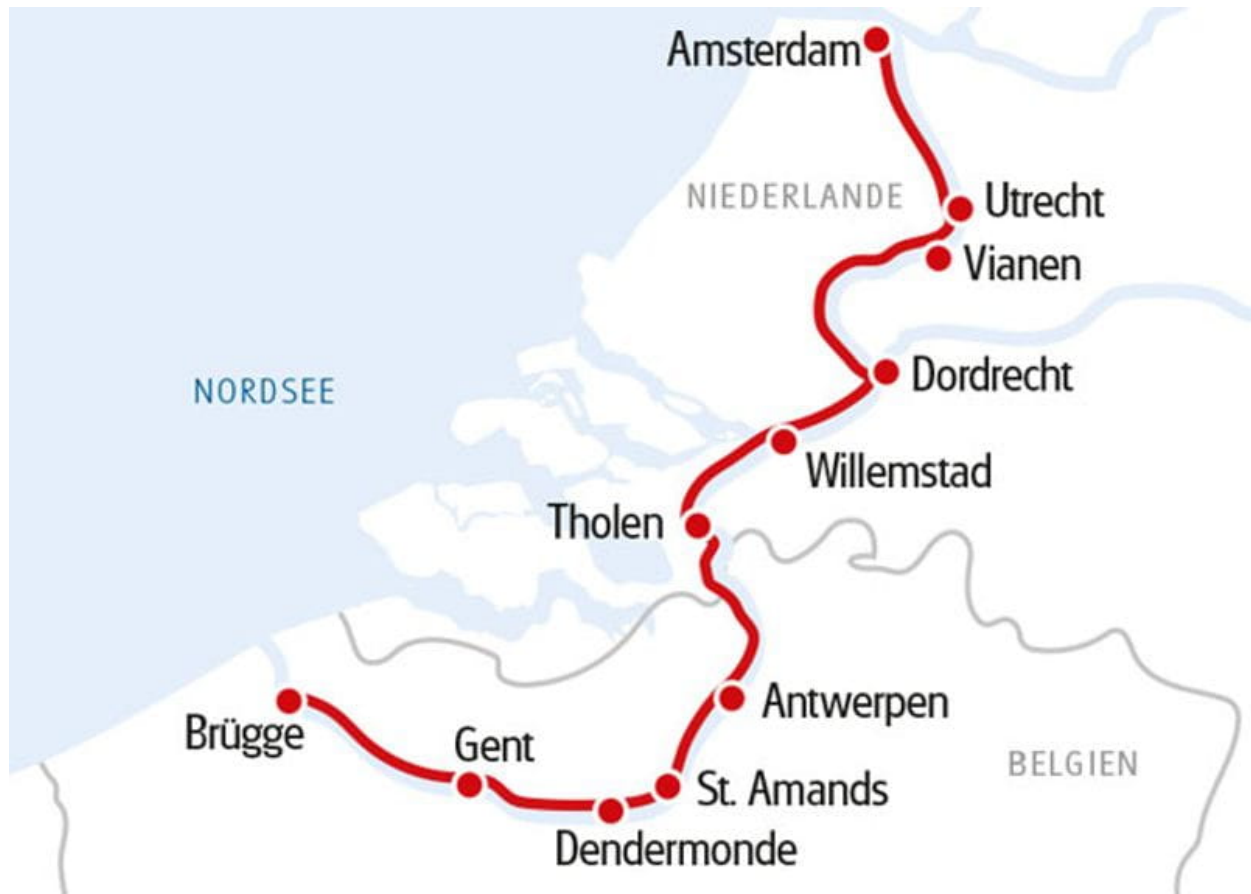 Amsterdam
NIEDERLANDE
Utrecht
Vianen
Dordrecht
NORDSEE
Willemstad
Tholen
Antwerpen
Brügge
Gent
BELGIEN
St. Amands
Dendermonde